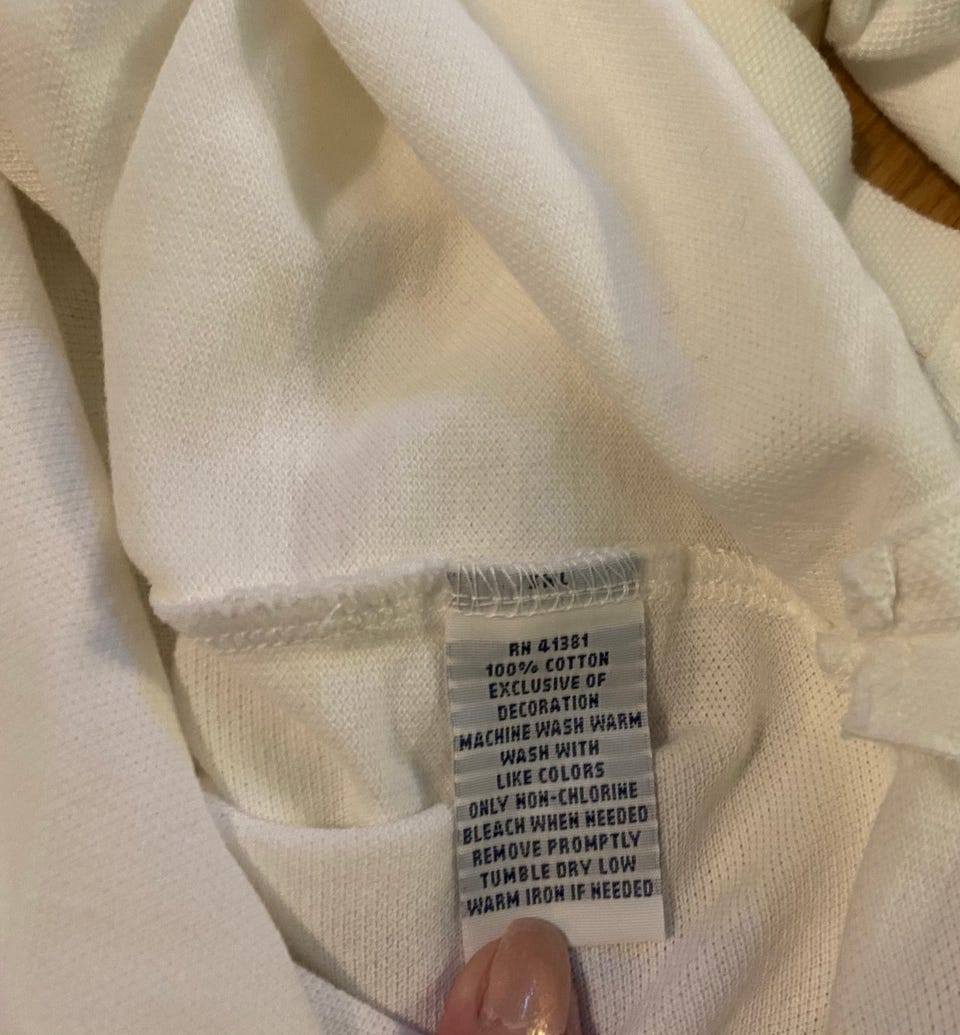 RN 41381
100% COTTON
EXCLUSIVE OF
DECORATION
MACHINE WASH WARM
WASH WITH
LIKE COLORS
ONLY NON-CHLORINE
BLEACH WHEN NEEDED
REMOVE PROMPTLY
TUMBLE DRY LOW
WARM IRON IF NEEDED